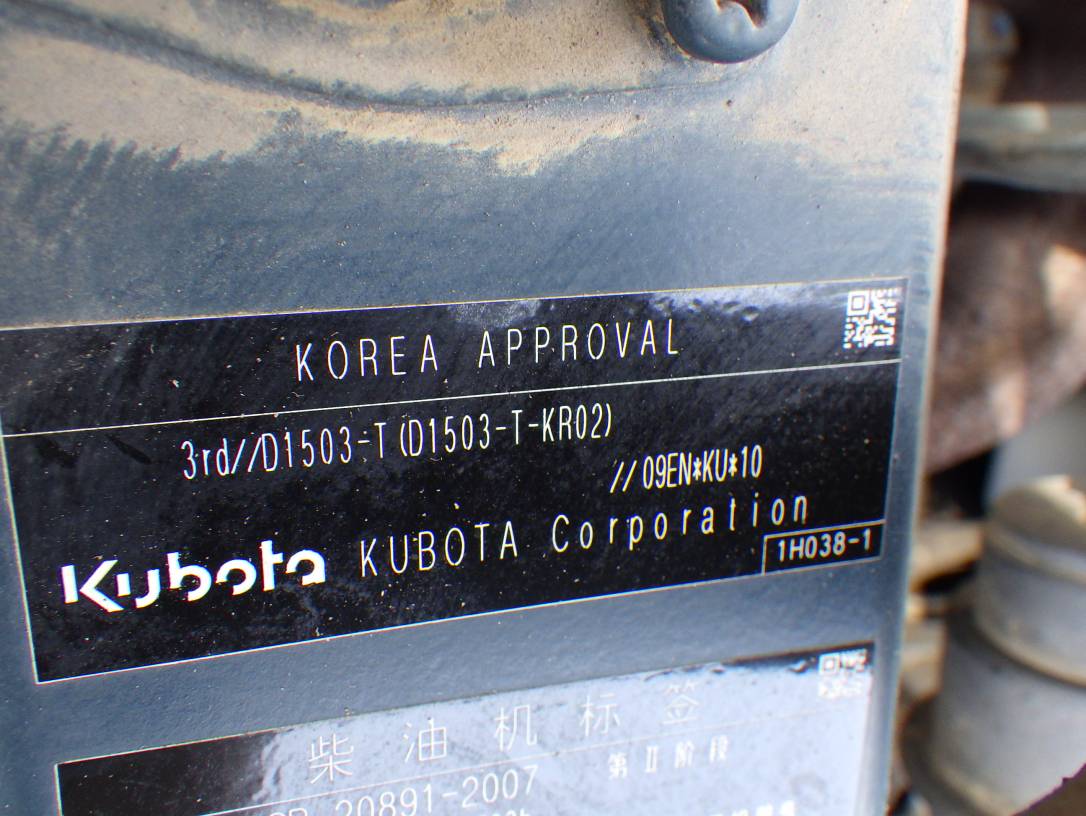 KOREA APPROVAL
3rd//D1503-T(D1503-T-KR02)
//09EN*KU*10
Kubota KUBOTA Corporation
1H038-1
柴油机标签
20891-2007 第Ⅱ阶段